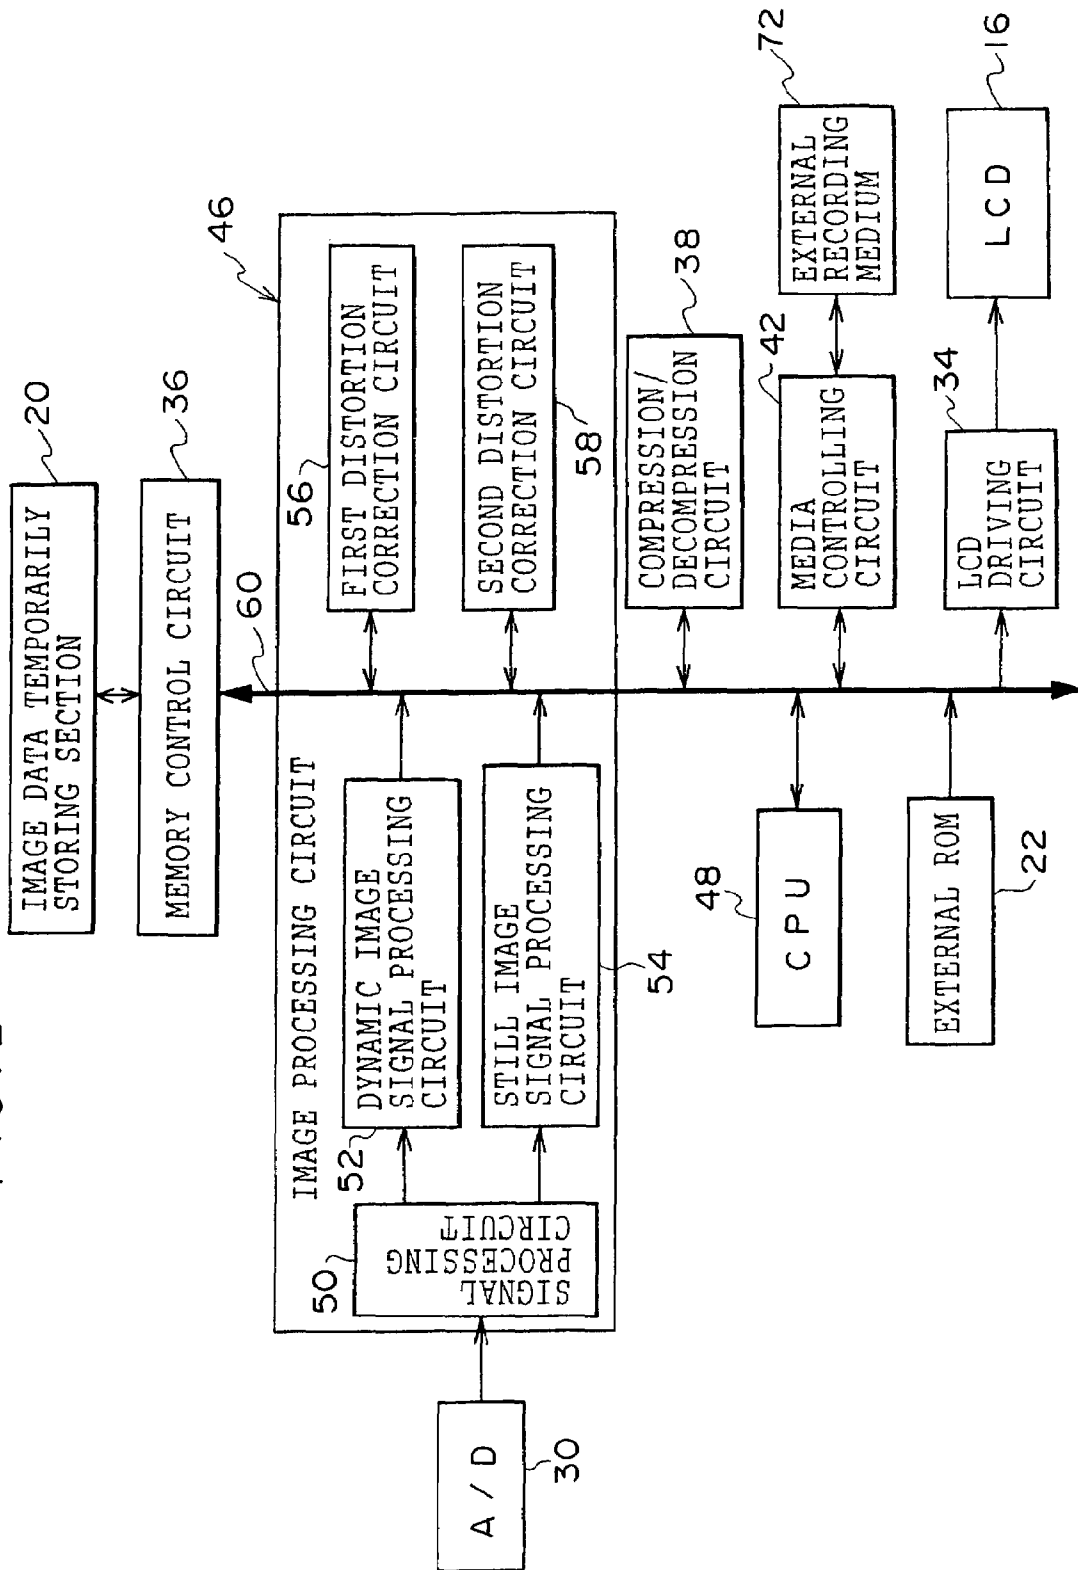 IMAGE DATA TEMPORARILY
STORING SECTION
20
MEMORY CONTROL CIRCUIT
36
60
46
IMAGE PROCESSING CIRCUIT
50
SIGNAL
PROCESSING
CIRCUIT
52
DYNAMIC IMAGE
SIGNAL PROCESSING
CIRCUIT
STILL IMAGE
SIGNAL PROCESSING
CIRCUIT
54
56
FIRST DISTORTION
CORRECTION CIRCUIT
SECOND DISTORTION
CORRECTION CIRCUIT
58
A/D
30
COMPRESSION/
DECOMPRESSION
CIRCUIT
38
48
CPU
MEDIA
CONTROLLING
CIRCUIT
42
EXTERNAL
RECORDING
MEDIUM
72
EXTERNAL ROM
22
LCD
DRIVING
CIRCUIT
34
LCD
16